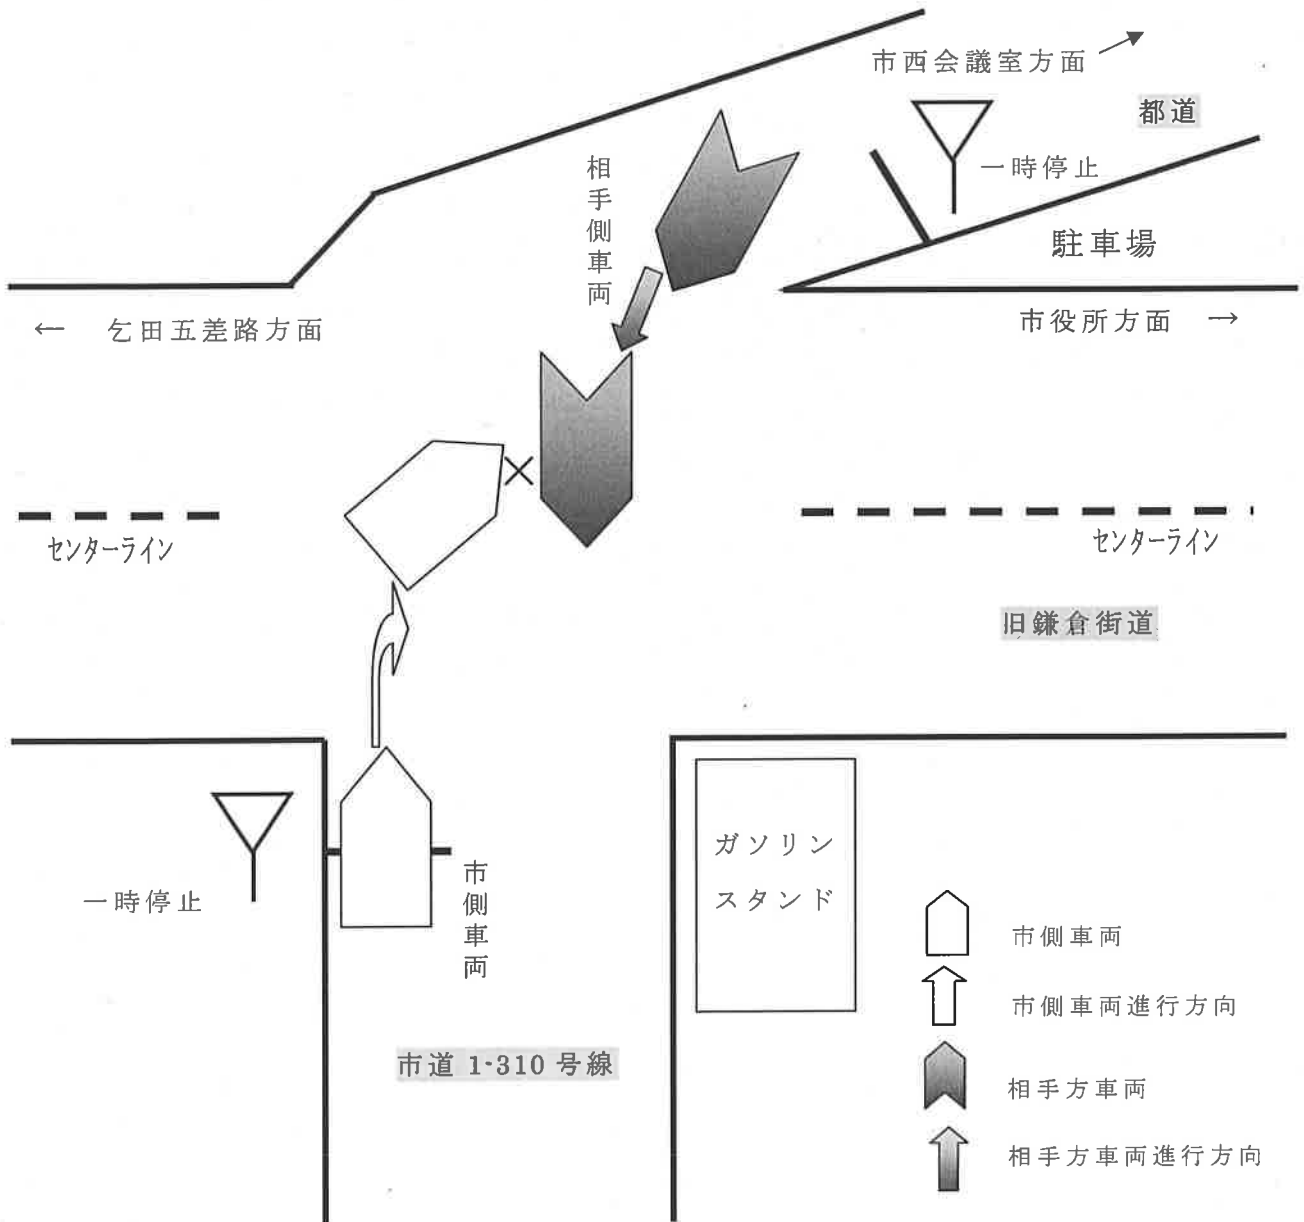 市西会議室方面
都道
一時停止
相手側車両
駐車場
← 乞田五差路方面
市役所方面 →
センターライン
センターライン
旧鎌倉街道
一時停止
市側車両
ガソリン
スタンド
市側車両
市側車両進行方向
市道 1-310 号線
相手方車両
相手方車両進行方向